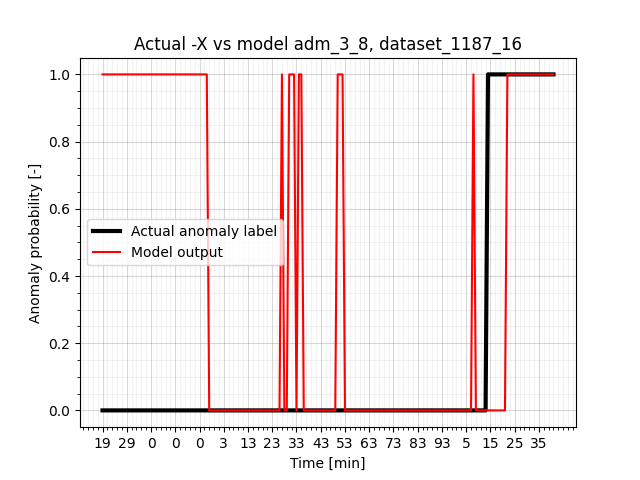 Actual -X vs model adm_3_8, dataset_1187_16
Anomaly probability [-]
1.0
0.8
0.6
0.4
0.2
0.0
Actual anomaly label
Model output
19 29 0 0 0 3 13 23 33 43 53 63 73 83 93 5 15 25 35
Time [min]